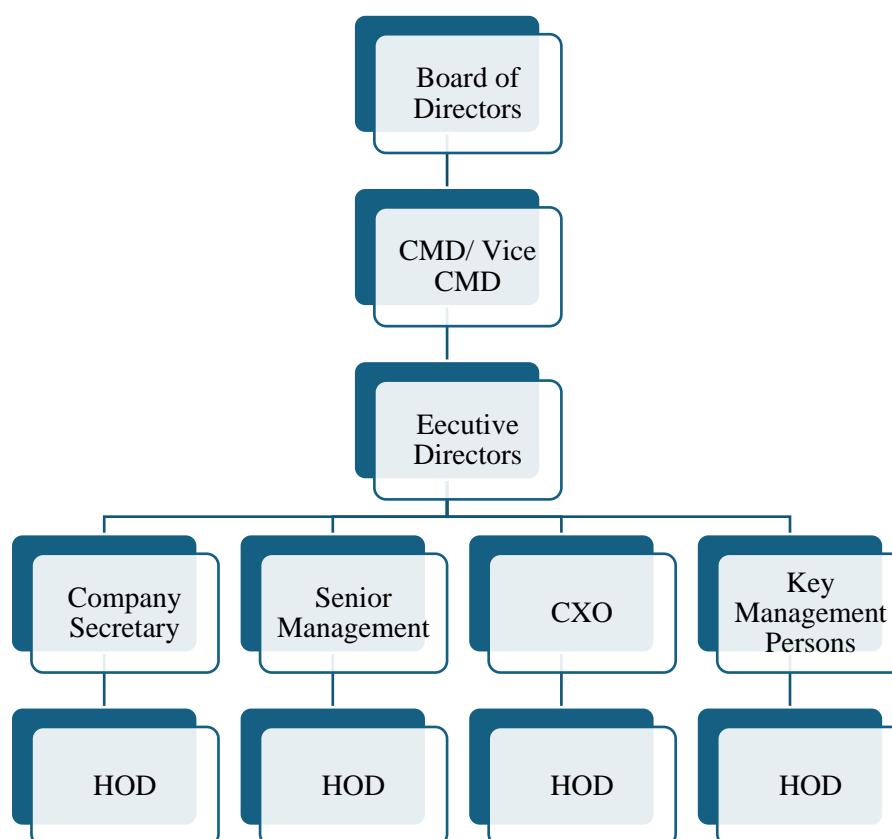 Board of
Directors
CMD/ Vice
CMD
Eecutive
Directors
Company
Secretary
Senior
Management
CXO
Key
Management
Persons
HOD
HOD
HOD
HOD